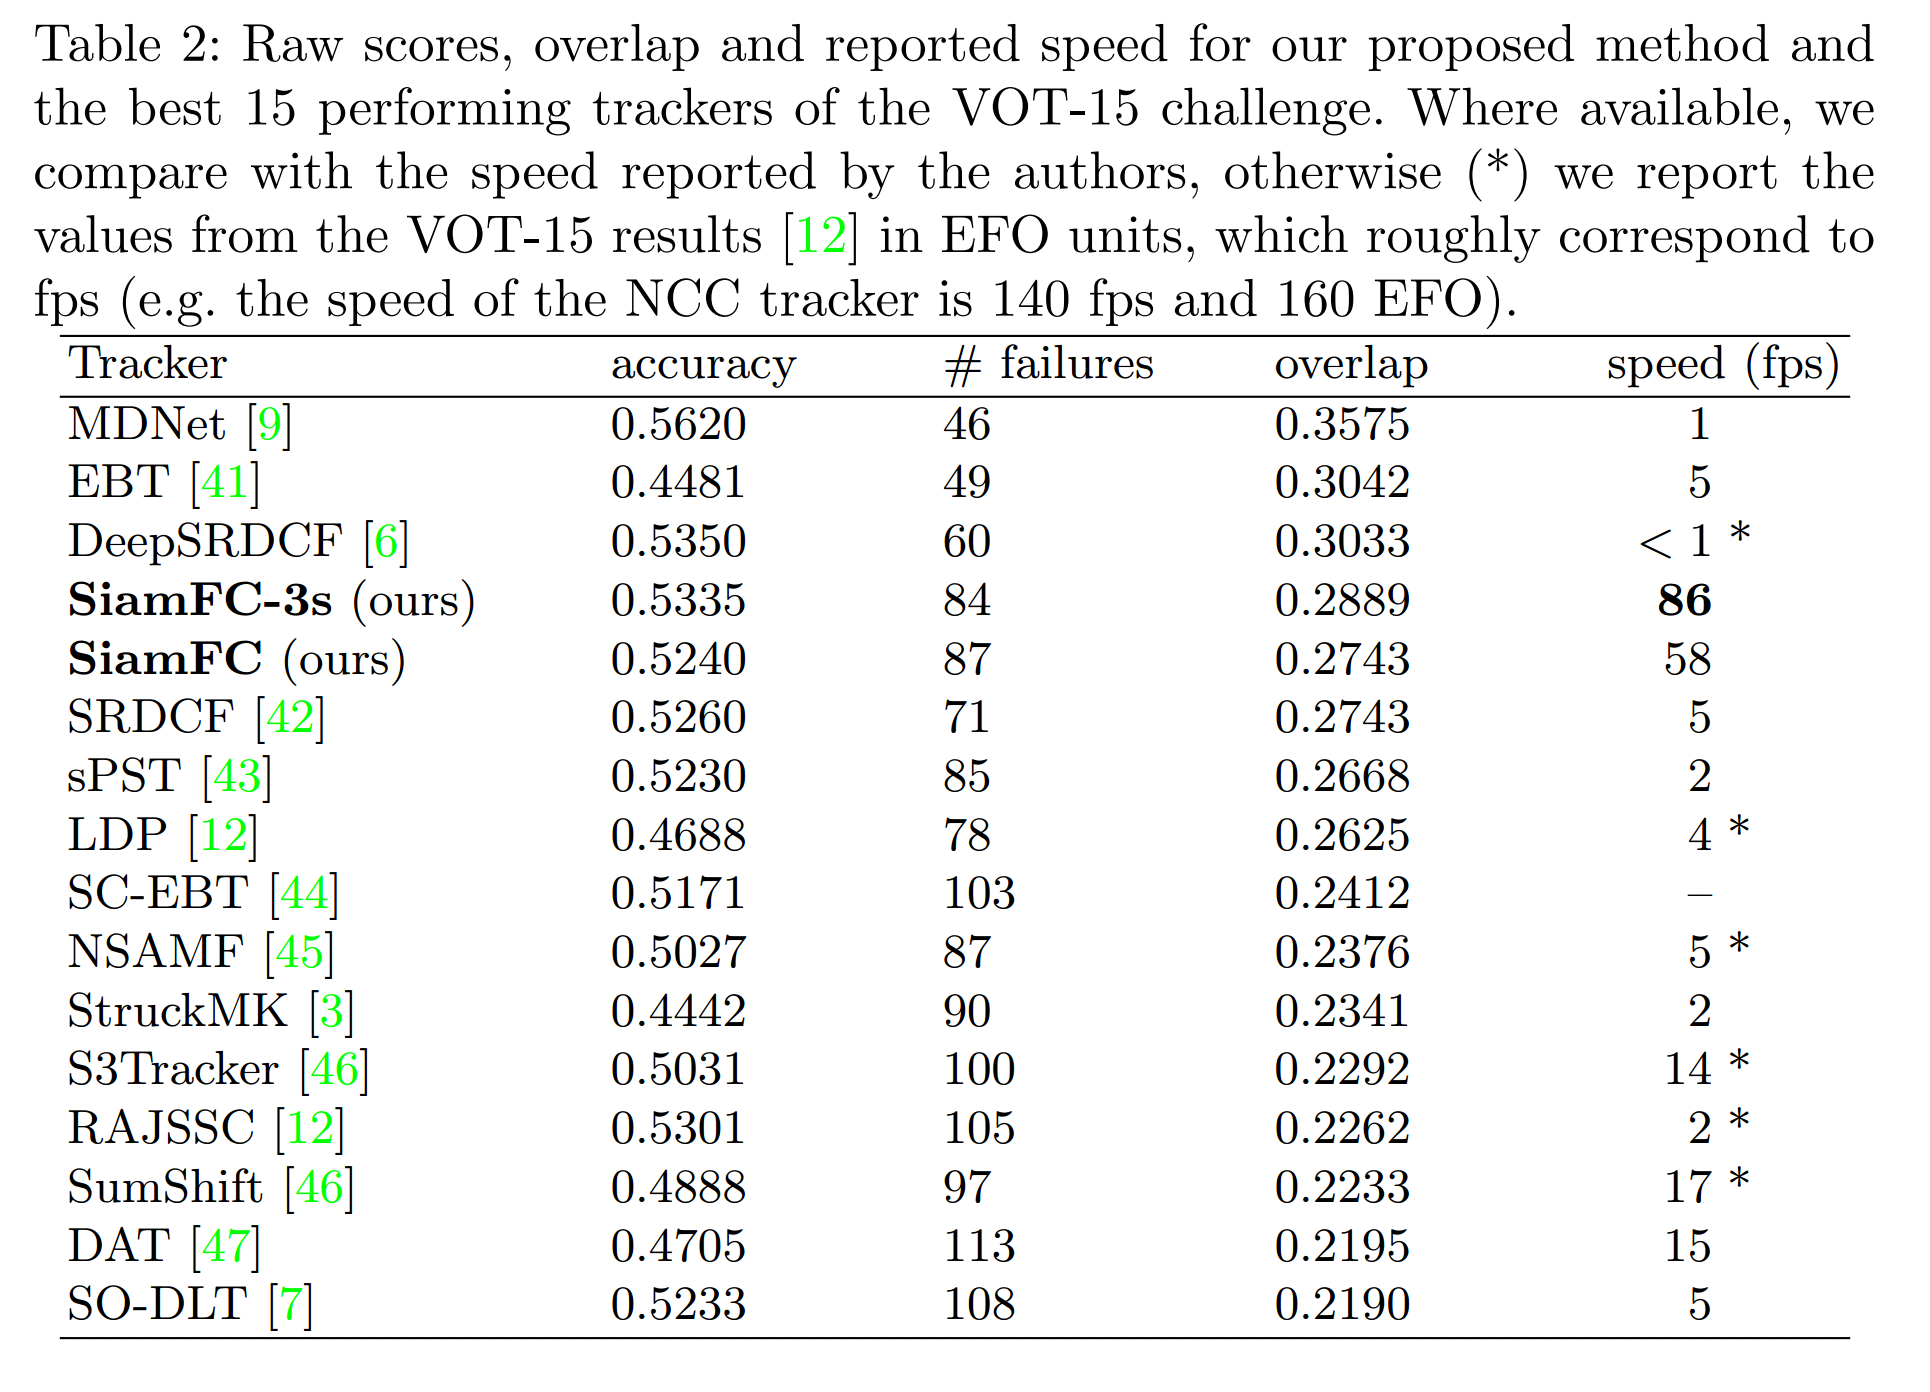 Table 2: Raw scores, overlap and reported speed for our proposed method and
the best 15 performing trackers of the VOT-15 challenge. Where available, we
compare with the speed reported by the authors, otherwise (*) we report the
values from the VOT-15 results [12] in EFO units, which roughly correspond to
fps (e.g. the speed of the NCC tracker is 140 fps and 160 EFO).
Tracker accuracy # failures overlap speed (fps)
MDNet [9] 0.5620 46 0.3575 1
EBT [41] 0.4481 49 0.3042 5
DeepSRDCF [6] 0.5350 60 0.3033 < 1 *
SiamFC-3s (ours) 0.5335 84 0.2889 86
SiamFC (ours) 0.5240 87 0.2743 58
SRDCF [42] 0.5260 71 0.2743 5
sPST [43] 0.5230 85 0.2668 2
LDP [12] 0.4688 78 0.2625 4 *
SC-EBT [44] 0.5171 103 0.2412 –
NSAMF [45] 0.5027 87 0.2376 5 *
StruckMK [3] 0.4442 90 0.2341 2
S3Tracker [46] 0.5031 100 0.2292 14 *
RAJSSC [12] 0.5301 105 0.2262 2 *
SumShift [46] 0.4888 97 0.2233 17 *
DAT [47] 0.4705 113 0.2195 15
SO-DLT [7] 0.5233 108 0.2190 5